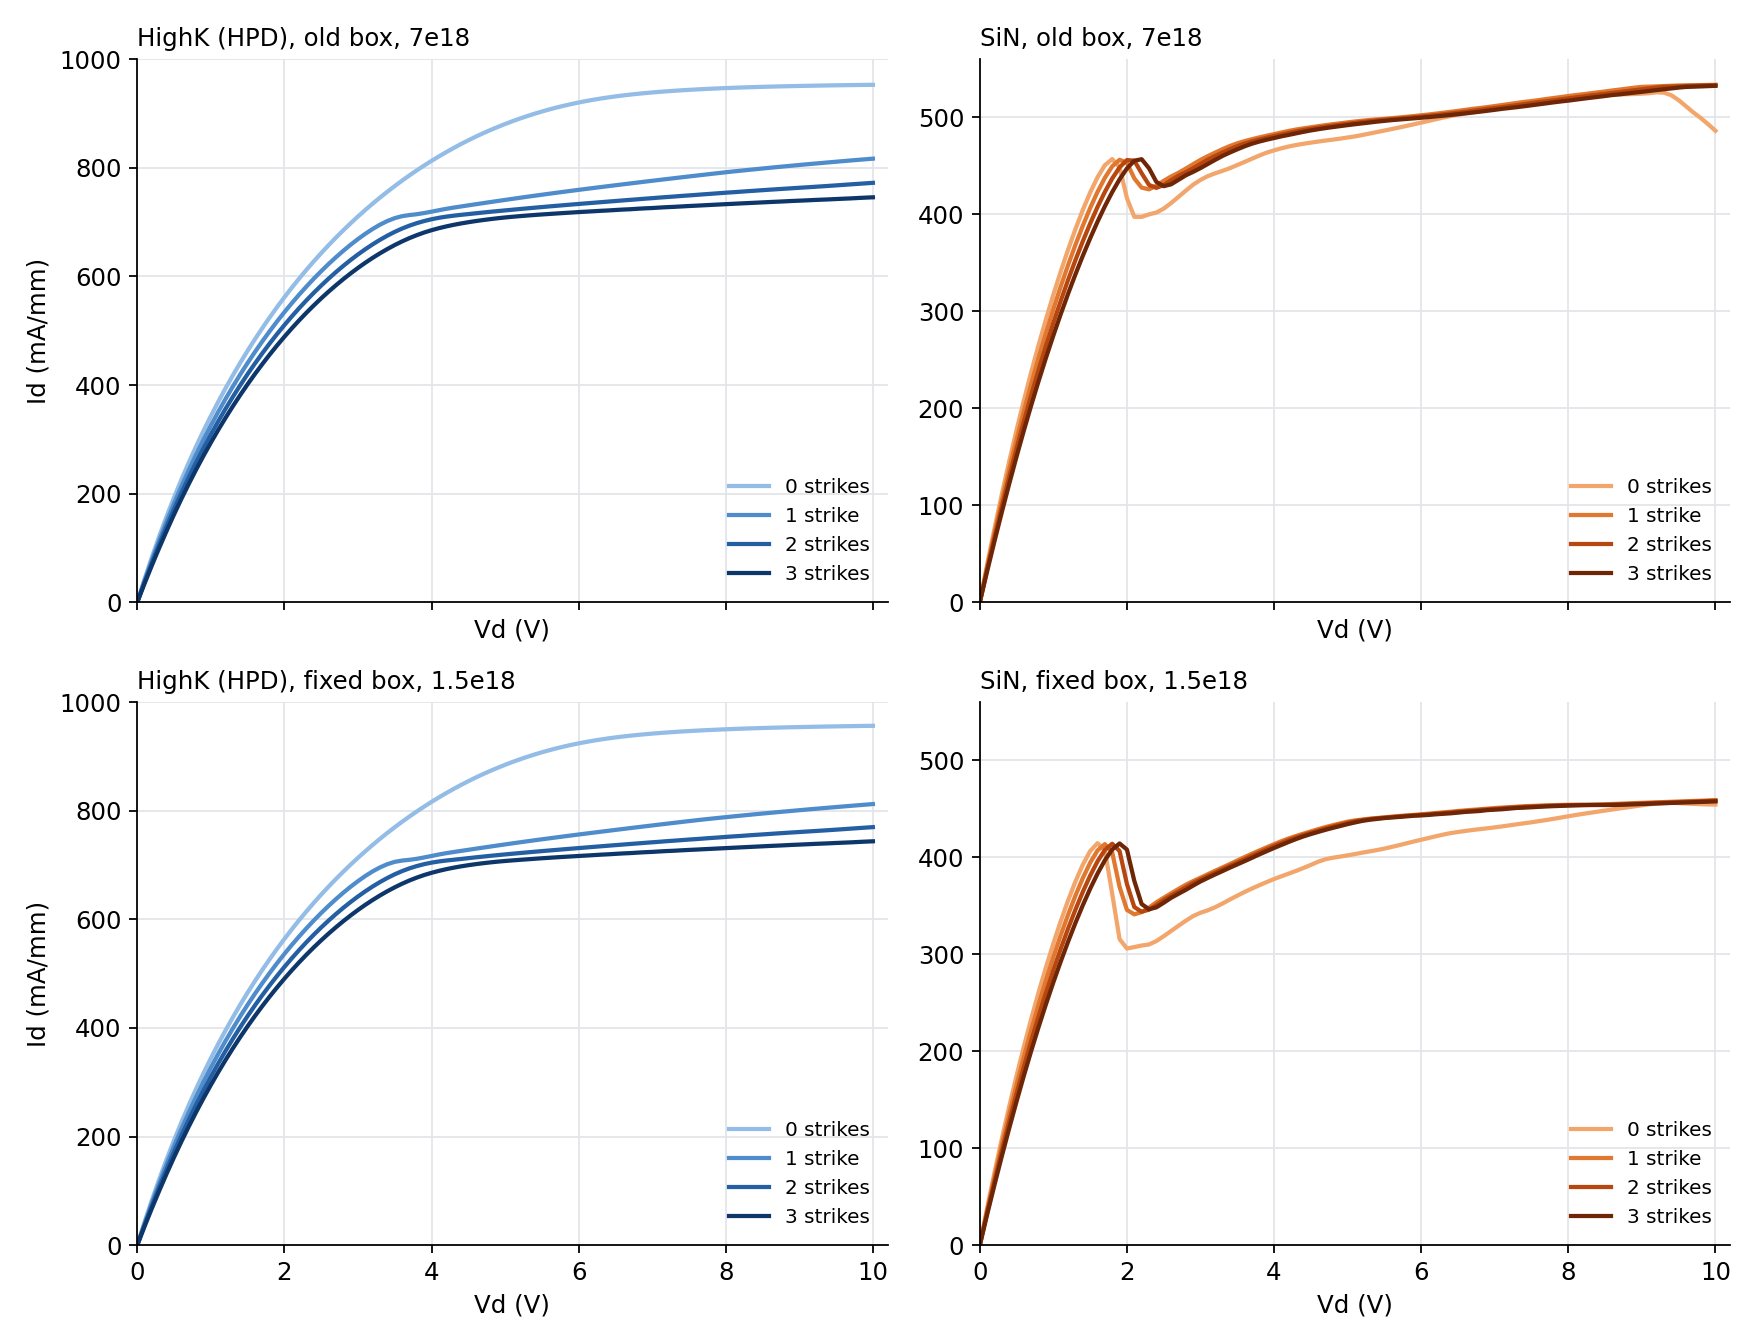 HighK (HPD), old box, 7e18
1000
800
600
400
200
0
Id (mA/mm)
Vd (V)
0 strikes
1 strike
2 strikes
3 strikes
SiN, old box, 7e18
500
400
300
200
100
0
Vd (V)
0 strikes
1 strike
2 strikes
3 strikes
HighK (HPD), fixed box, 1.5e18
1000
800
600
400
200
0
Id (mA/mm)
0 2 4 6 8 10
Vd (V)
0 strikes
1 strike
2 strikes
3 strikes
SiN, fixed box, 1.5e18
500
400
300
200
100
0
0 2 4 6 8 10
Vd (V)
0 strikes
1 strike
2 strikes
3 strikes